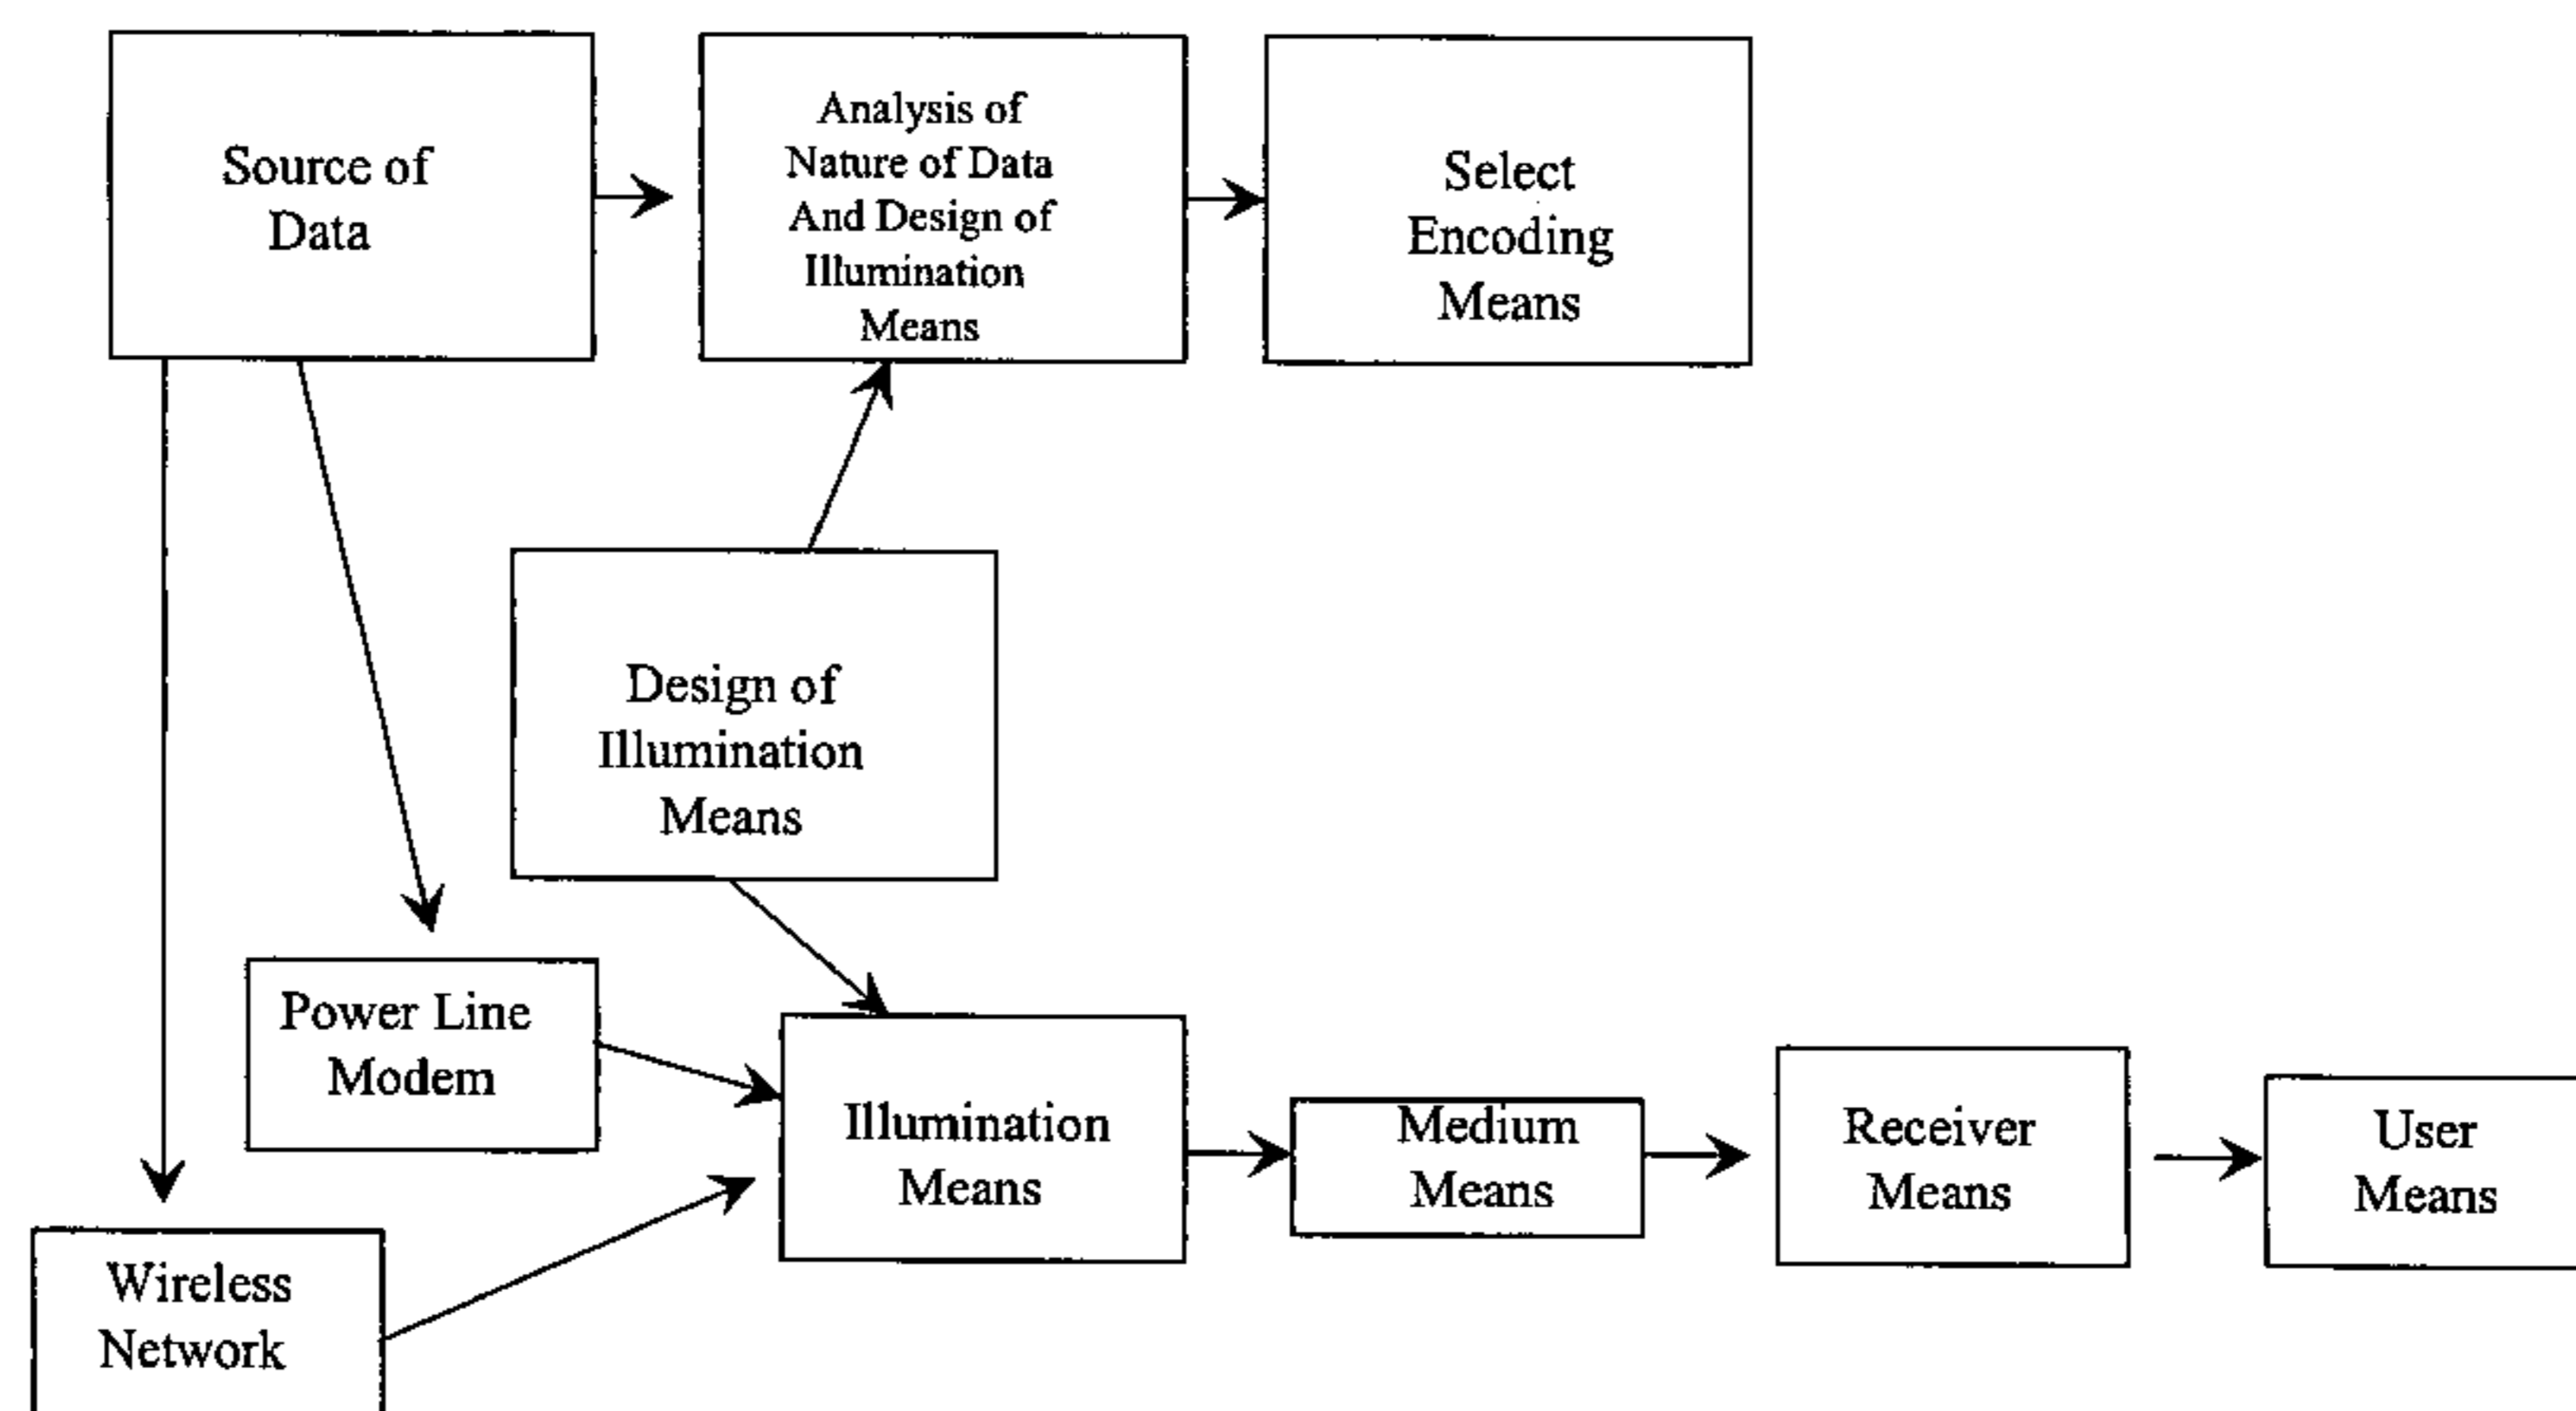 Source of
Data
Analysis of
Nature of Data
And Design of
Illumination
Means
Select
Encoding
Means
Design of
Illumination
Means
Power Line
Modem
Illumination
Means
Medium
Means
Receiver
Means
User
Means
Wireless
Network